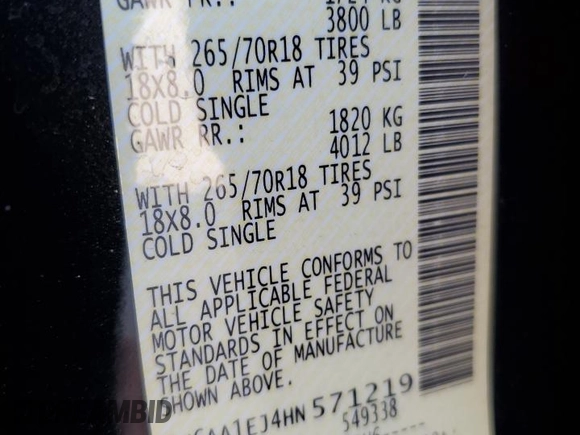 3800 LB
WITH 265/70R18 TIRES
18X8.0 RIMS AT 39 PSI
COLD SINGLE
GAWR RR.: 1820 KG
4012 LB
WITH 265/70R18 TIRES
18X8.0 RIMS AT 39 PSI
COLD SINGLE
THIS VEHICLE CONFORMS TO
ALL APPLICABLE FEDERAL
MOTOR VEHICLE SAFETY
STANDARDS IN EFFECT ON
THE DATE OF MANUFACTURE
SHOWN ABOVE.
AA1EJ4HN571219
549338